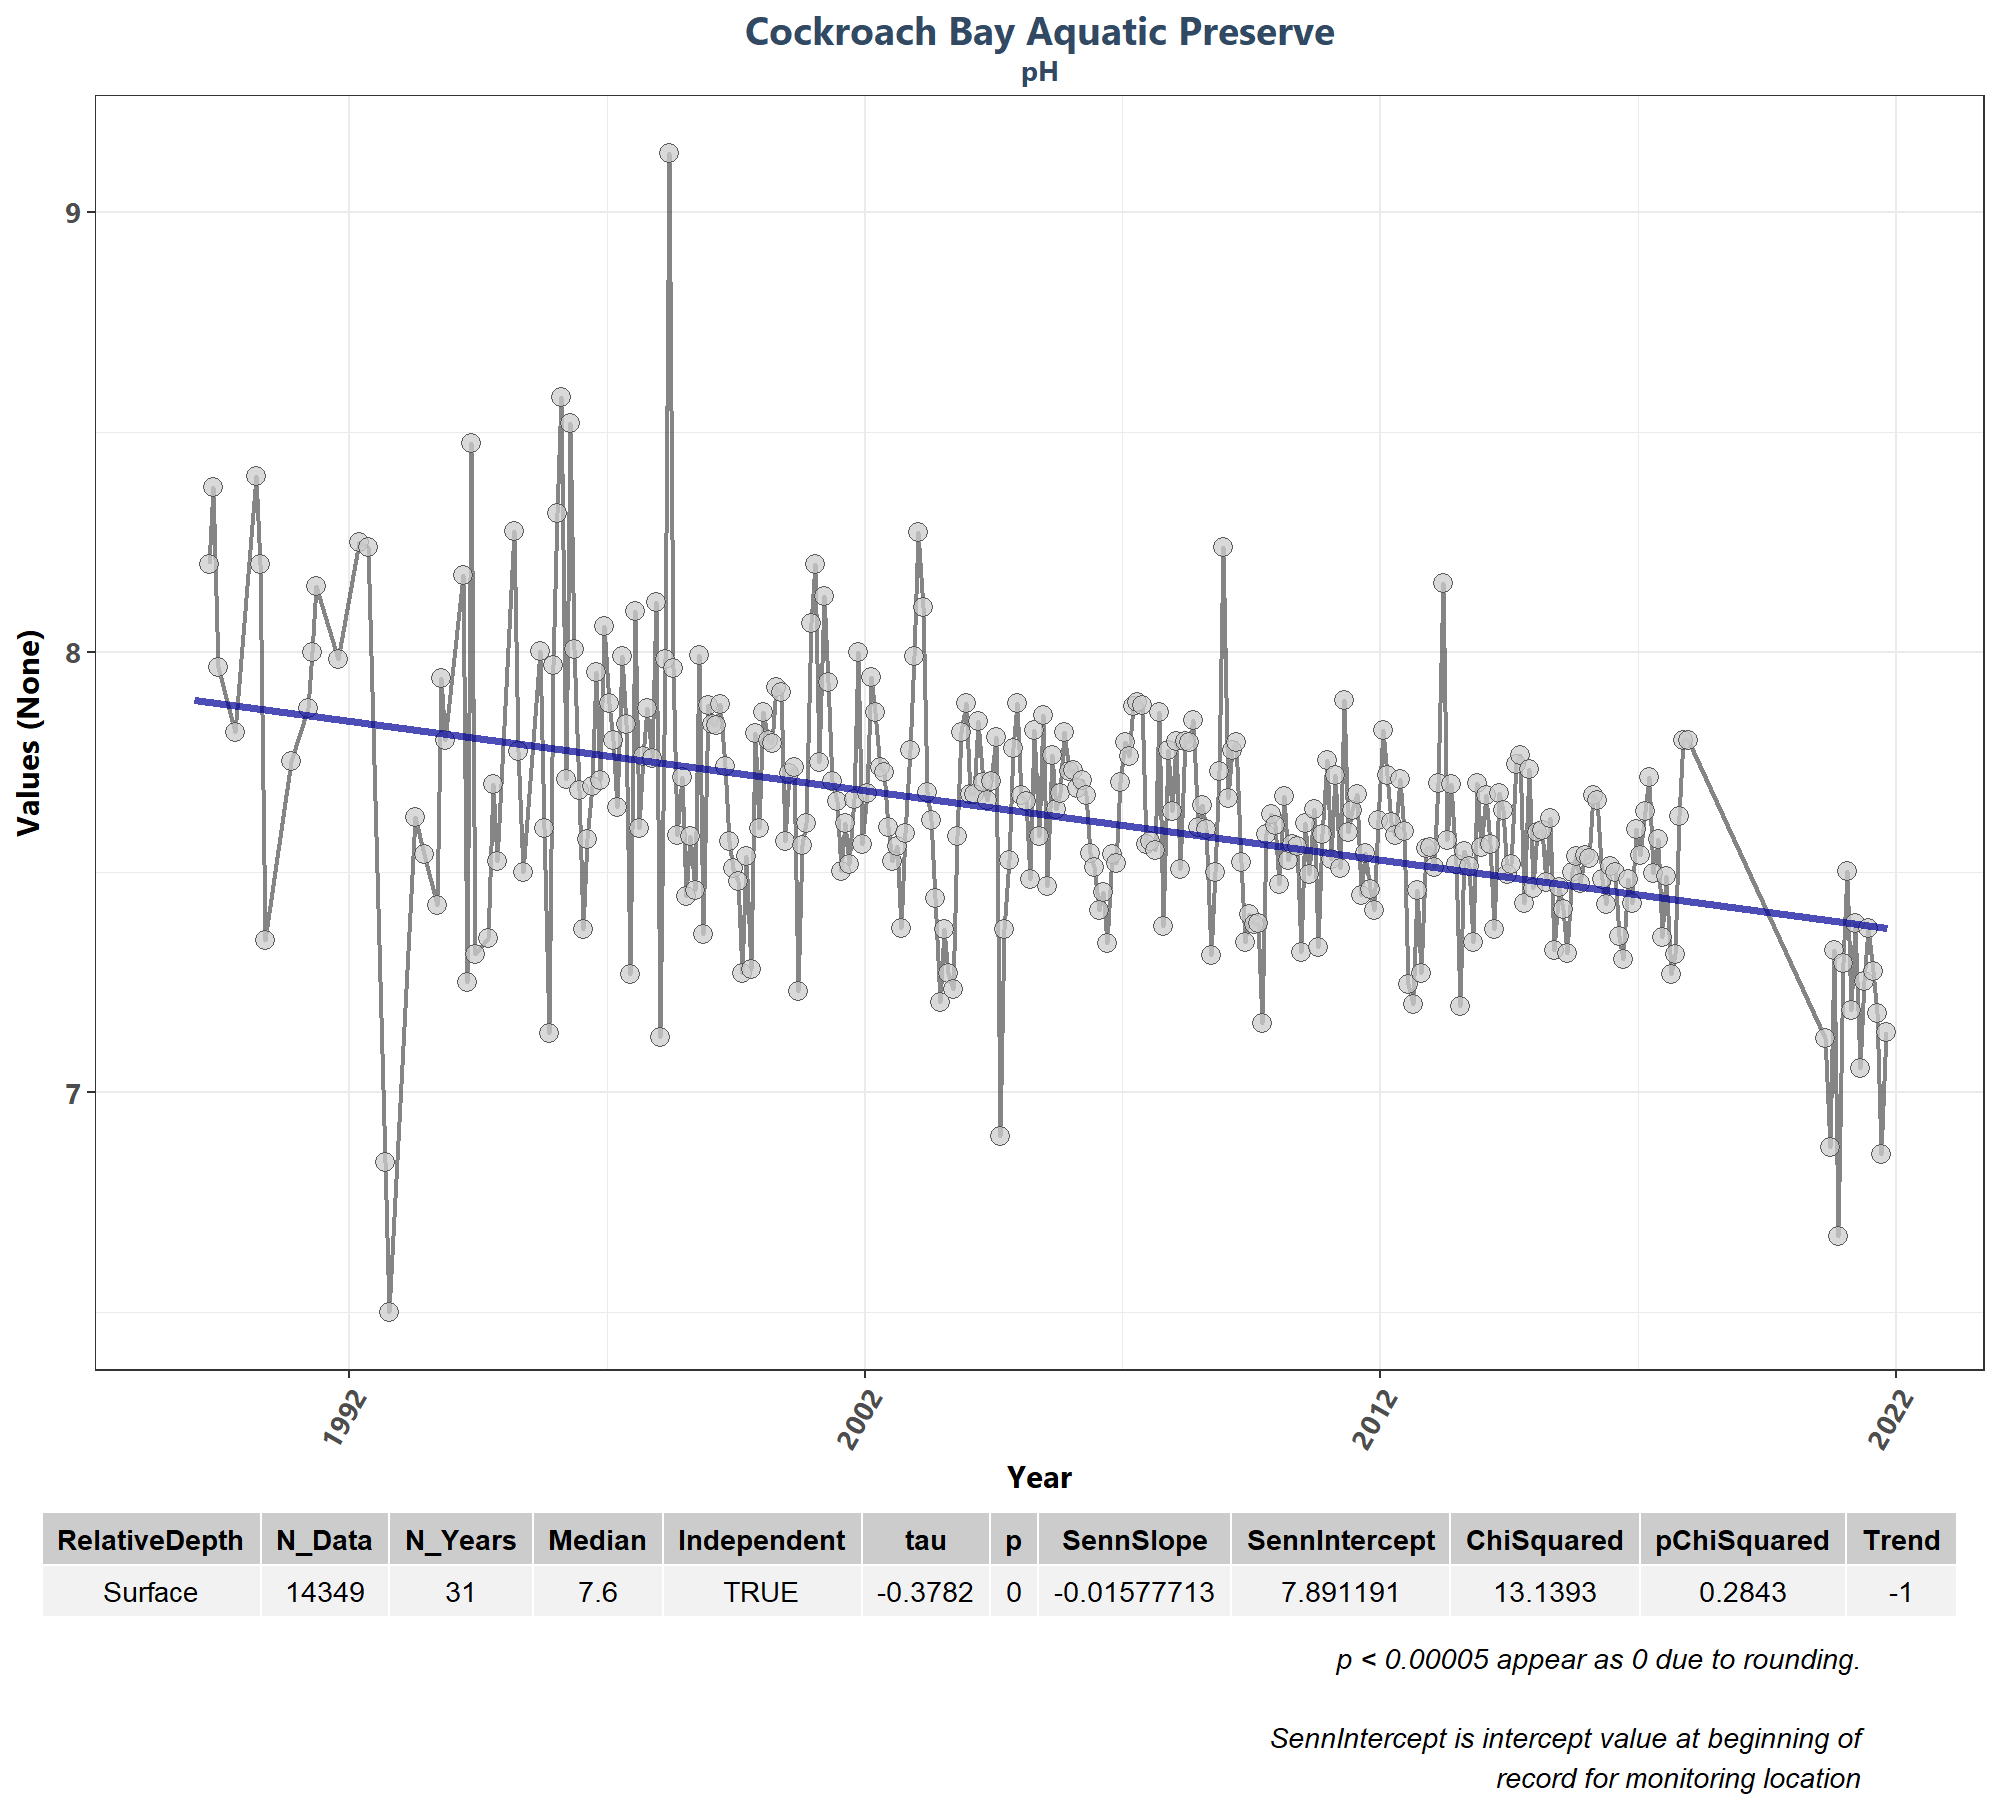 Cockroach Bay Aquatic Preserve
pH
Values (None)
9
8
7
1992
2002
2012
2022
Year
RelativeDepth N_Data N_Years Median Independent tau p SennSlope SennIntercept ChiSquared pChiSquared Trend
Surface 14349 31 7.6 TRUE -0.3782 0 -0.01577713 7.891191 13.1393 0.2843 -1
p < 0.00005 appear as 0 due to rounding.
SennIntercept is intercept value at beginning of
record for monitoring location